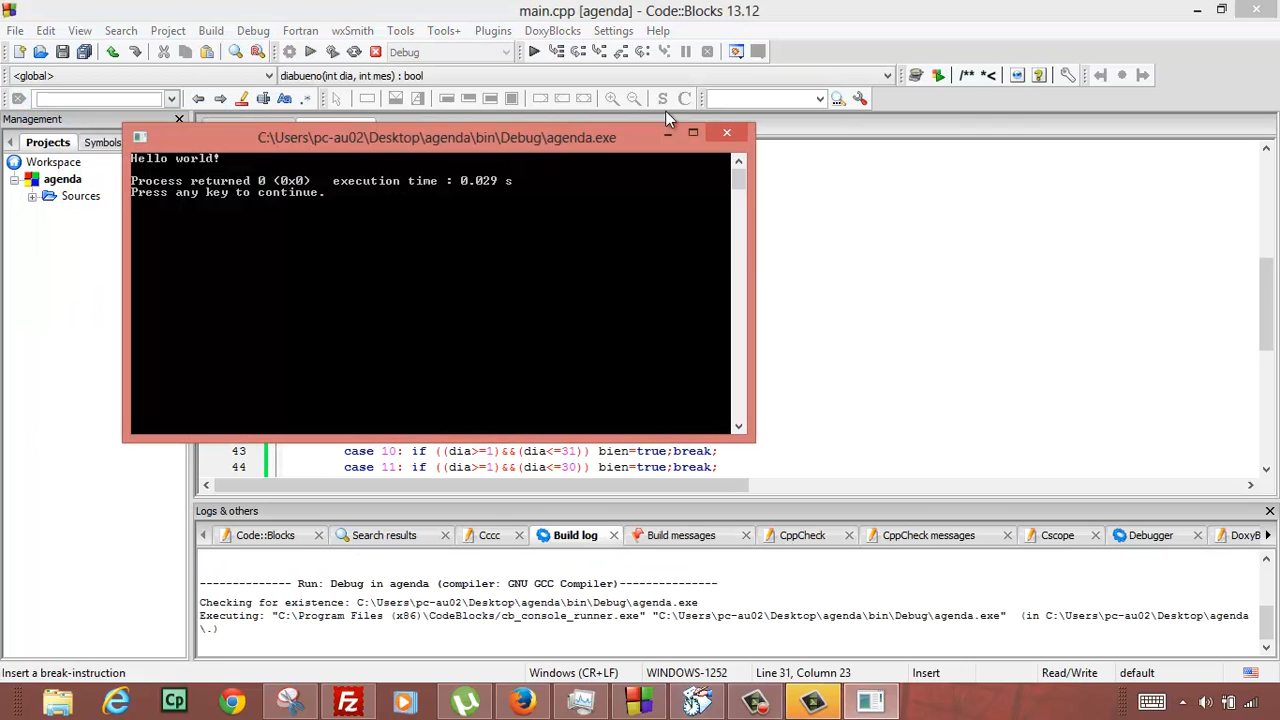 main.cpp [agenda] - Code::Blocks 13.12
File Edit View Search Project Build Debug Fortran wxSmith Tools Tools+ Plugins DoxyBlocks Settings Help
Debug
<global> diabueno(int dia, int mes) : bool /** *<
S C
Management
Projects Symbols
Workspace
agenda
Sources
C:\Users\pc-au02\Desktop\agenda\bin\Debug\agenda.exe
Hello world!
Process returned 0 (0x0) execution time : 0.029 s
Press any key to continue.
43 case 10: if ((dia>=1)&&(dia<=31)) bien=true;break;
44 case 11: if ((dia>=1)&&(dia<=30)) bien=true;break;
Logs & others
Code::Blocks Search results Cccc Build log Build messages CppCheck CppCheck messages Cscope Debugger DoxyB
-------------- Run: Debug in agenda (compiler: GNU GCC Compiler)---------------
Checking for existence: C:\Users\pc-au02\Desktop\agenda\bin\Debug\agenda.exe
Executing: "C:\Program Files (x86)\CodeBlocks/cb_console_runner.exe" "C:\Users\pc-au02\Desktop\agenda\bin\Debug\agenda.exe" (in C:\Users\pc-au02\Desktop\agenda
\.)
Insert a break-instruction Windows (CR+LF) WINDOWS-1252 Line 31, Column 23 Insert Read/Write default
Cp Fz